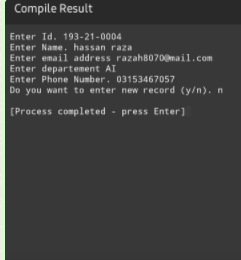 Compile Result
Enter Id. 193-21-0004
Enter Name. hassan raza
Enter email address razah8070@mail.com
Enter departement AI
Enter Phone Number. 03153467057
Do you want to enter new record (y/n). n
[Process completed - press Enter]